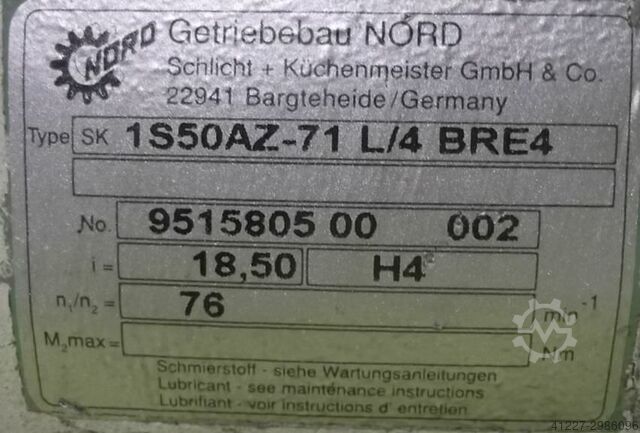 NORD
Getriebebau NORD
Schlicht + Küchenmeister GmbH & Co.
22941 Bargteheide/Germany
Type SK 1S50AZ-71 L/4 BRE4
No. 9515805 00 002
i = 18,50 H4
n₁/n₂ = 76 min⁻¹
M₂max= Nm
Schmierstoff - siehe Wartungsanleitungen
Lubricant - see maintenance instructions
Lubrifiant - voir instructions d' entretien
41227-2986096